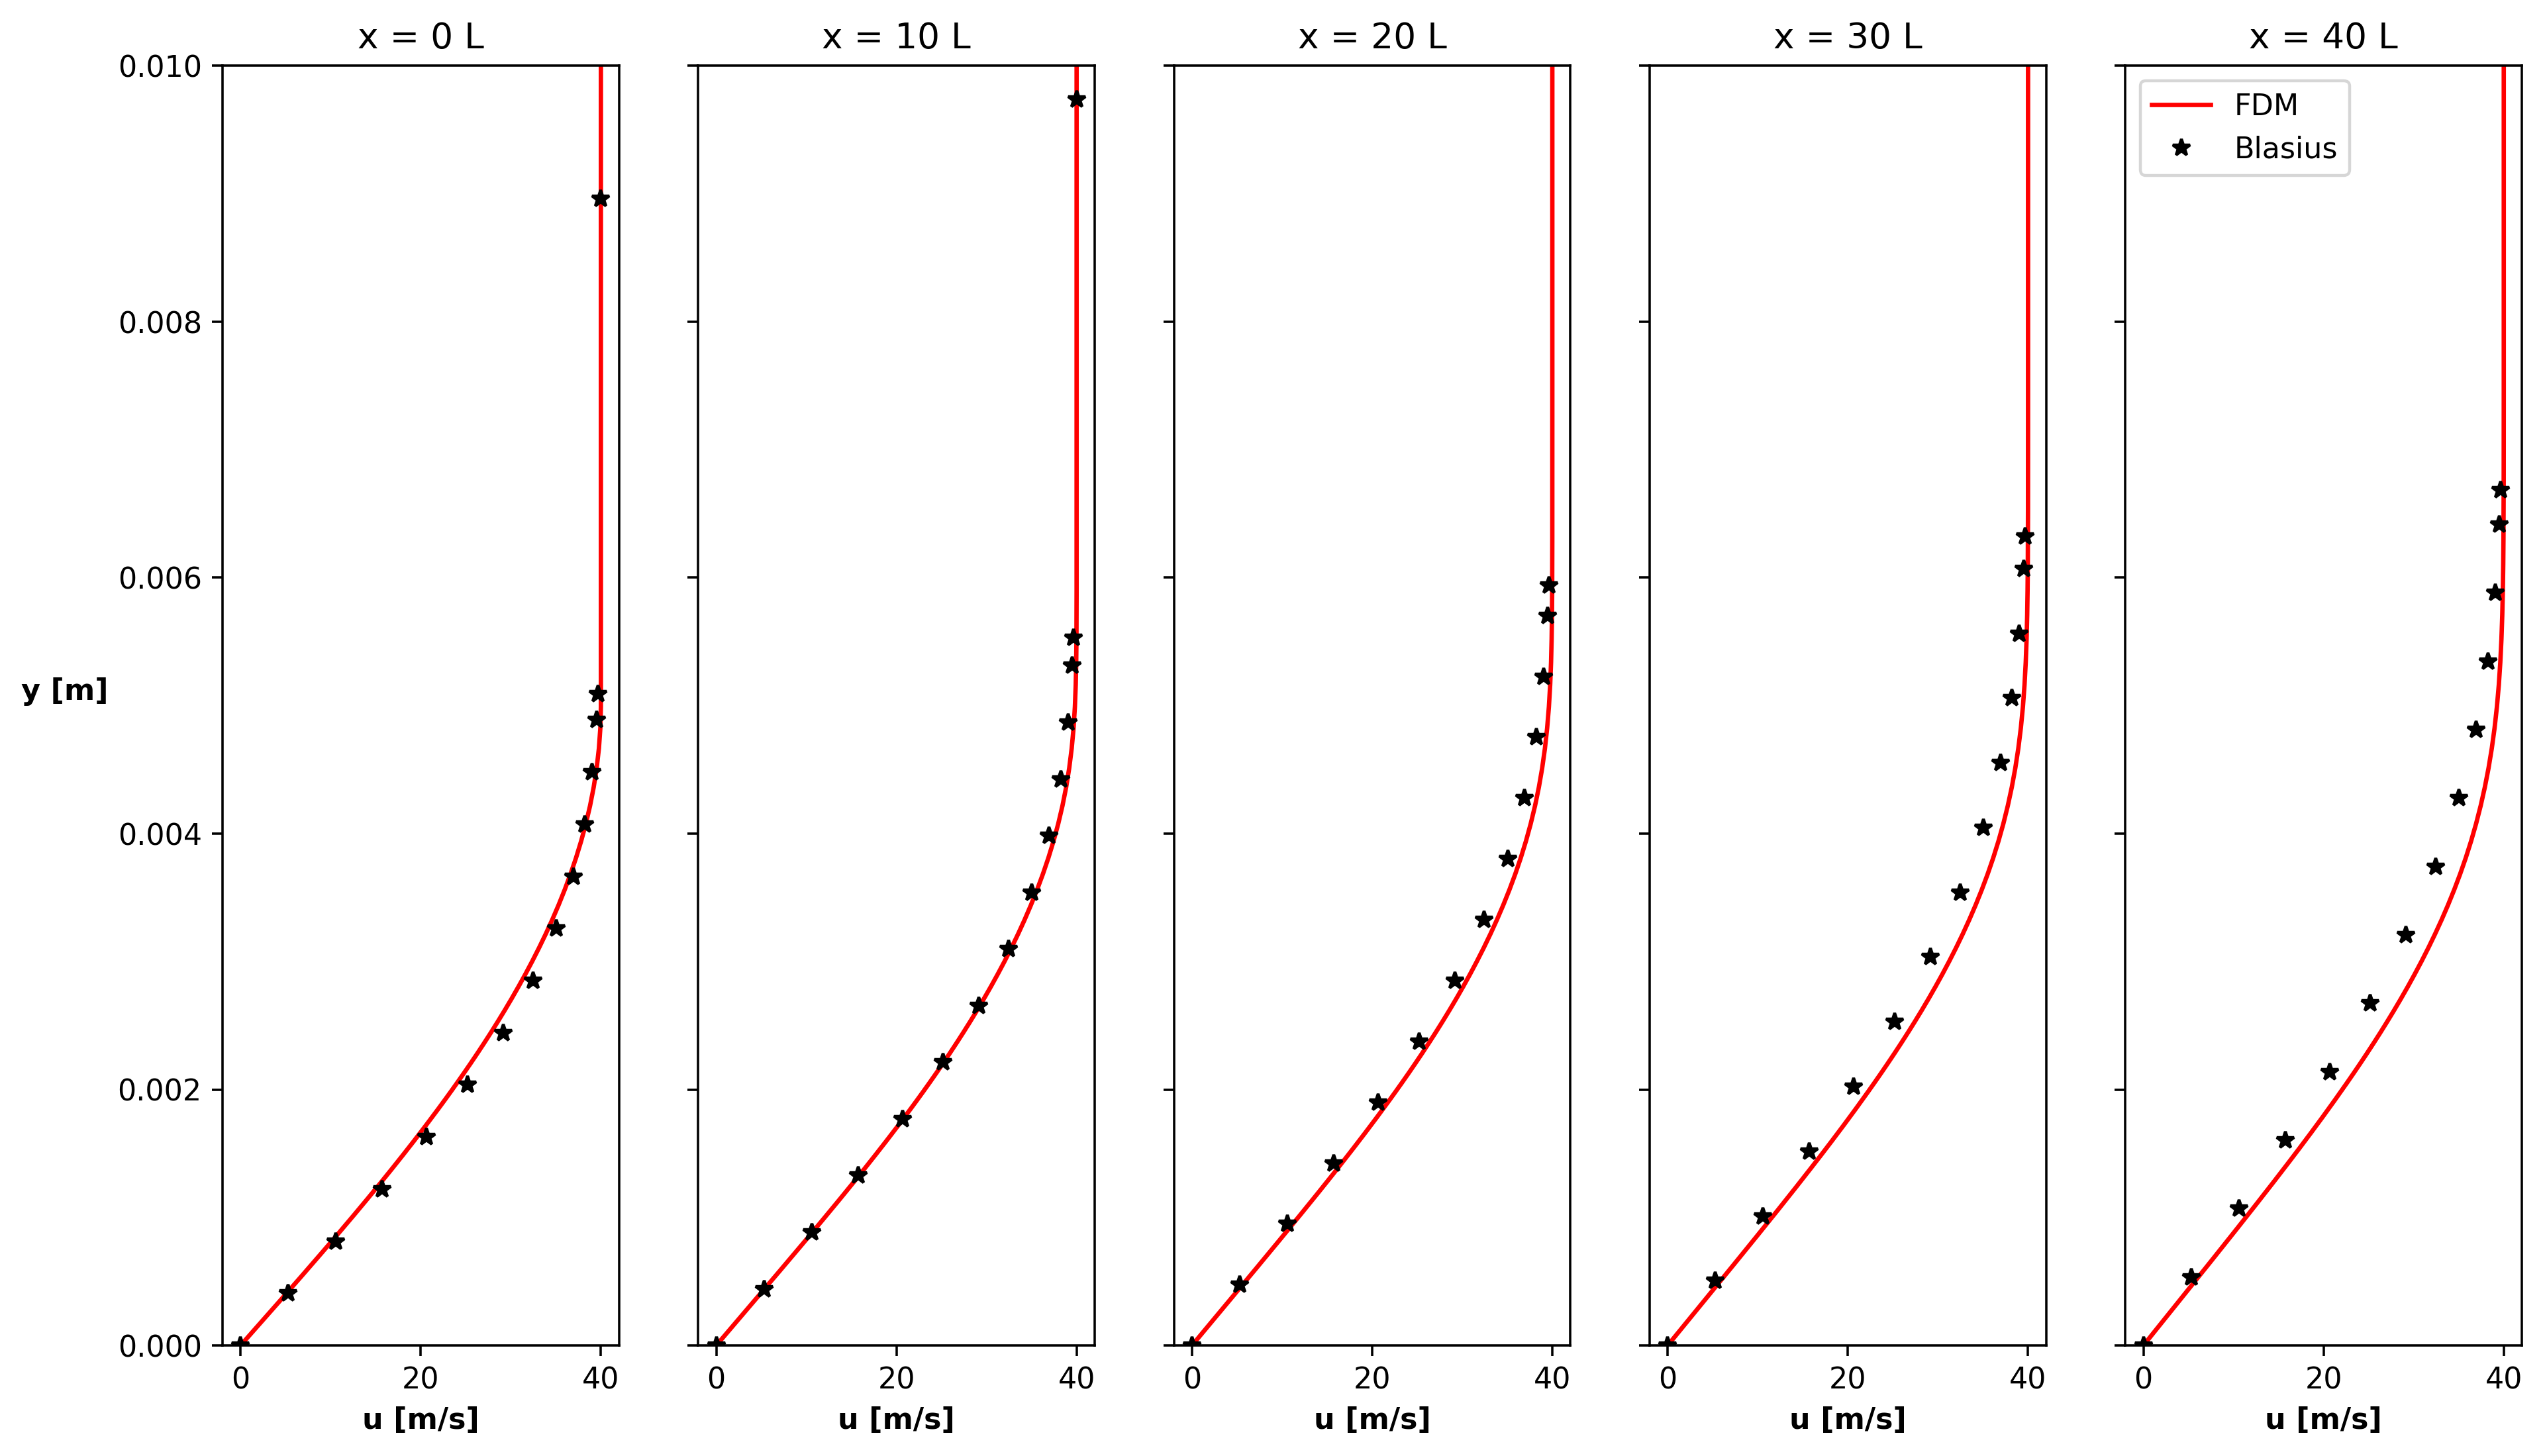 x = 0 L
x = 10 L
x = 20 L
x = 30 L
x = 40 L
0.010
0.008
0.006
0.004
0.002
0.000
y [m]
FDM
Blasius
0 20 40
0 20 40
0 20 40
0 20 40
0 20 40
u [m/s]
u [m/s]
u [m/s]
u [m/s]
u [m/s]